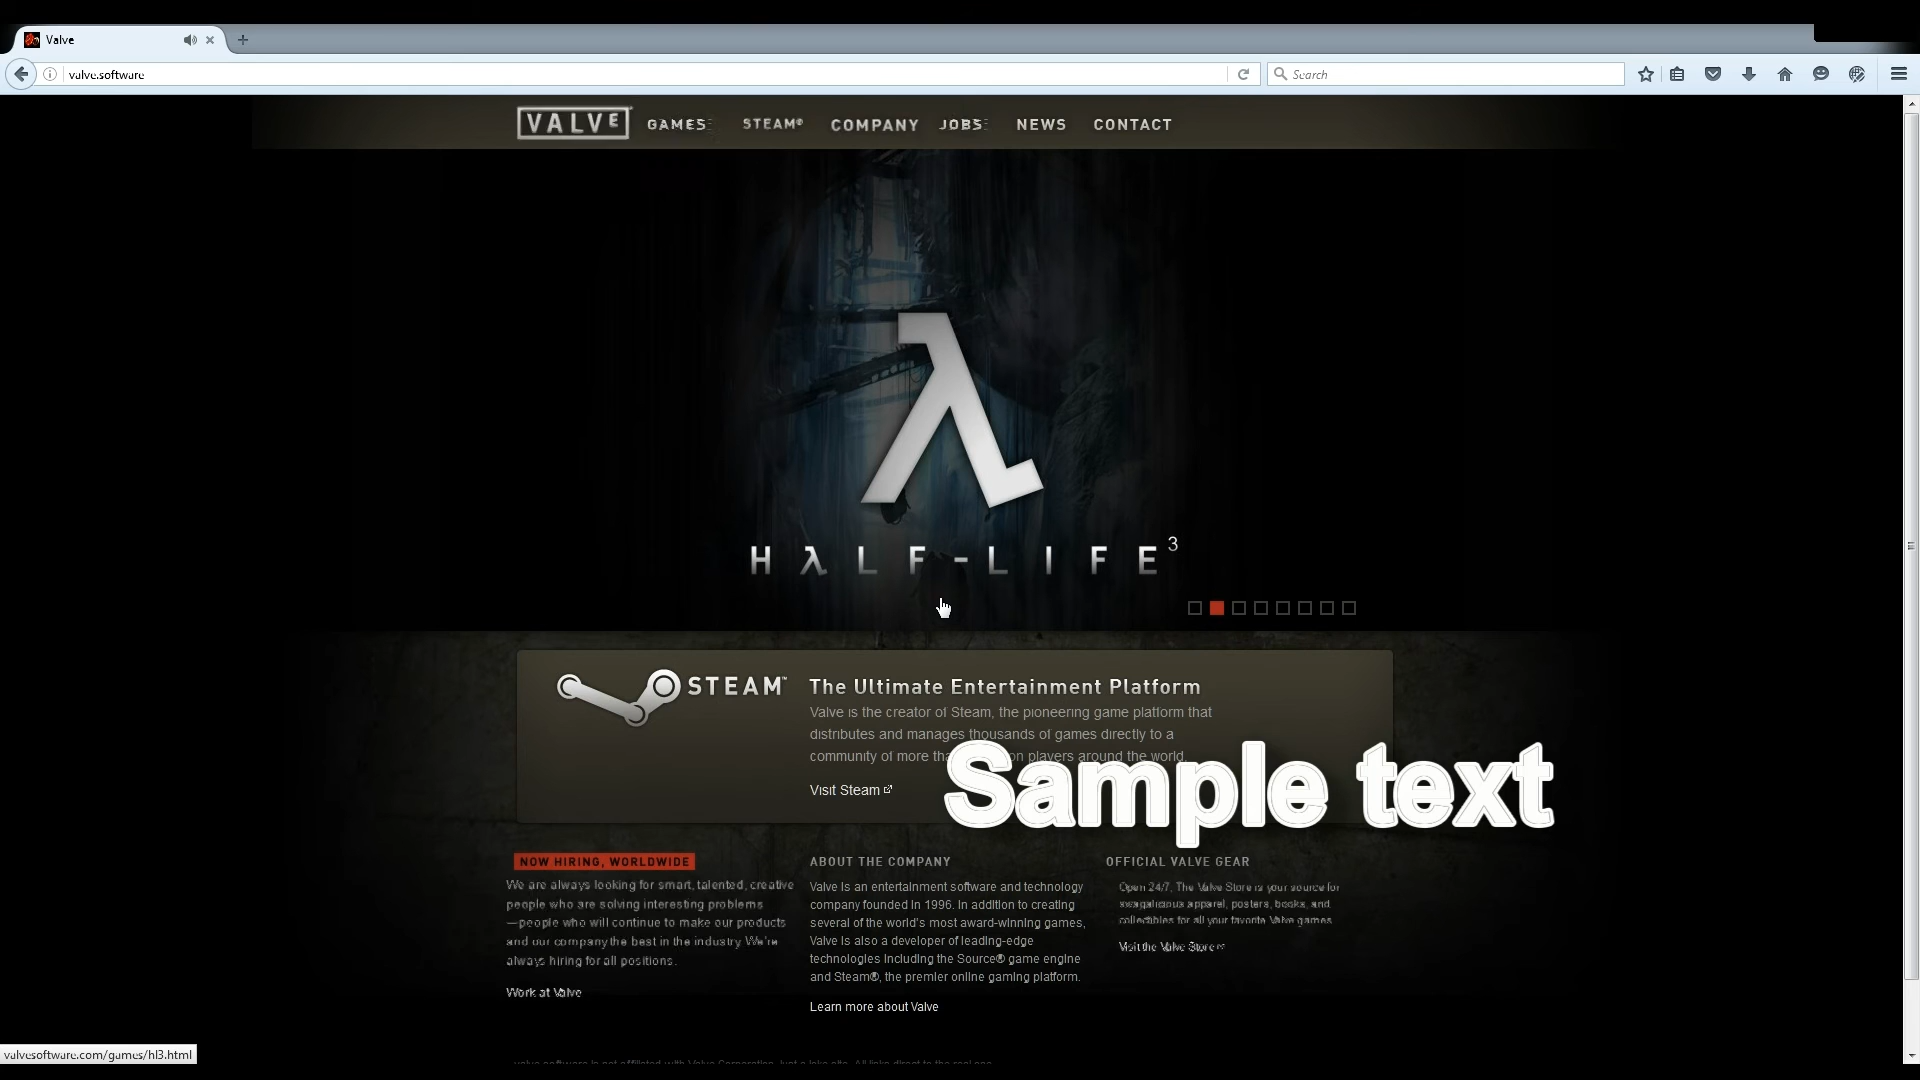 Valve
valve.software
Search
VALVE GAMES STEAM® COMPANY JOBS NEWS CONTACT
HλLF-LIFE³
STEAM™
The Ultimate Entertainment Platform
Valve is the creator of Steam, the pioneering game platform that
distributes and manages thousands of games directly to a
community of more players around the world.
Visit Steam
Sample text
NOW HIRING, WORLDWIDE
We are always looking for smart, talented, creative
people who are solving interesting problems
—people who will continue to make our products
and our company the best in the industry. We're
always hiring for all positions.
Work at Valve
ABOUT THE COMPANY
Valve is an entertainment software and technology
company founded in 1996. In addition to creating
several of the world's most award-winning games,
Valve is also a developer of leading-edge
technologies including the Source® game engine
and Steam®, the premier online gaming platform.
Learn more about Valve
OFFICIAL VALVE GEAR
Open 24/7, The Valve Store is your source for
swagalicious apparel, posters, books, and
collectibles for all your favorite Valve games.
Visit the Valve Store
valvesoftware.com/games/hl3.html